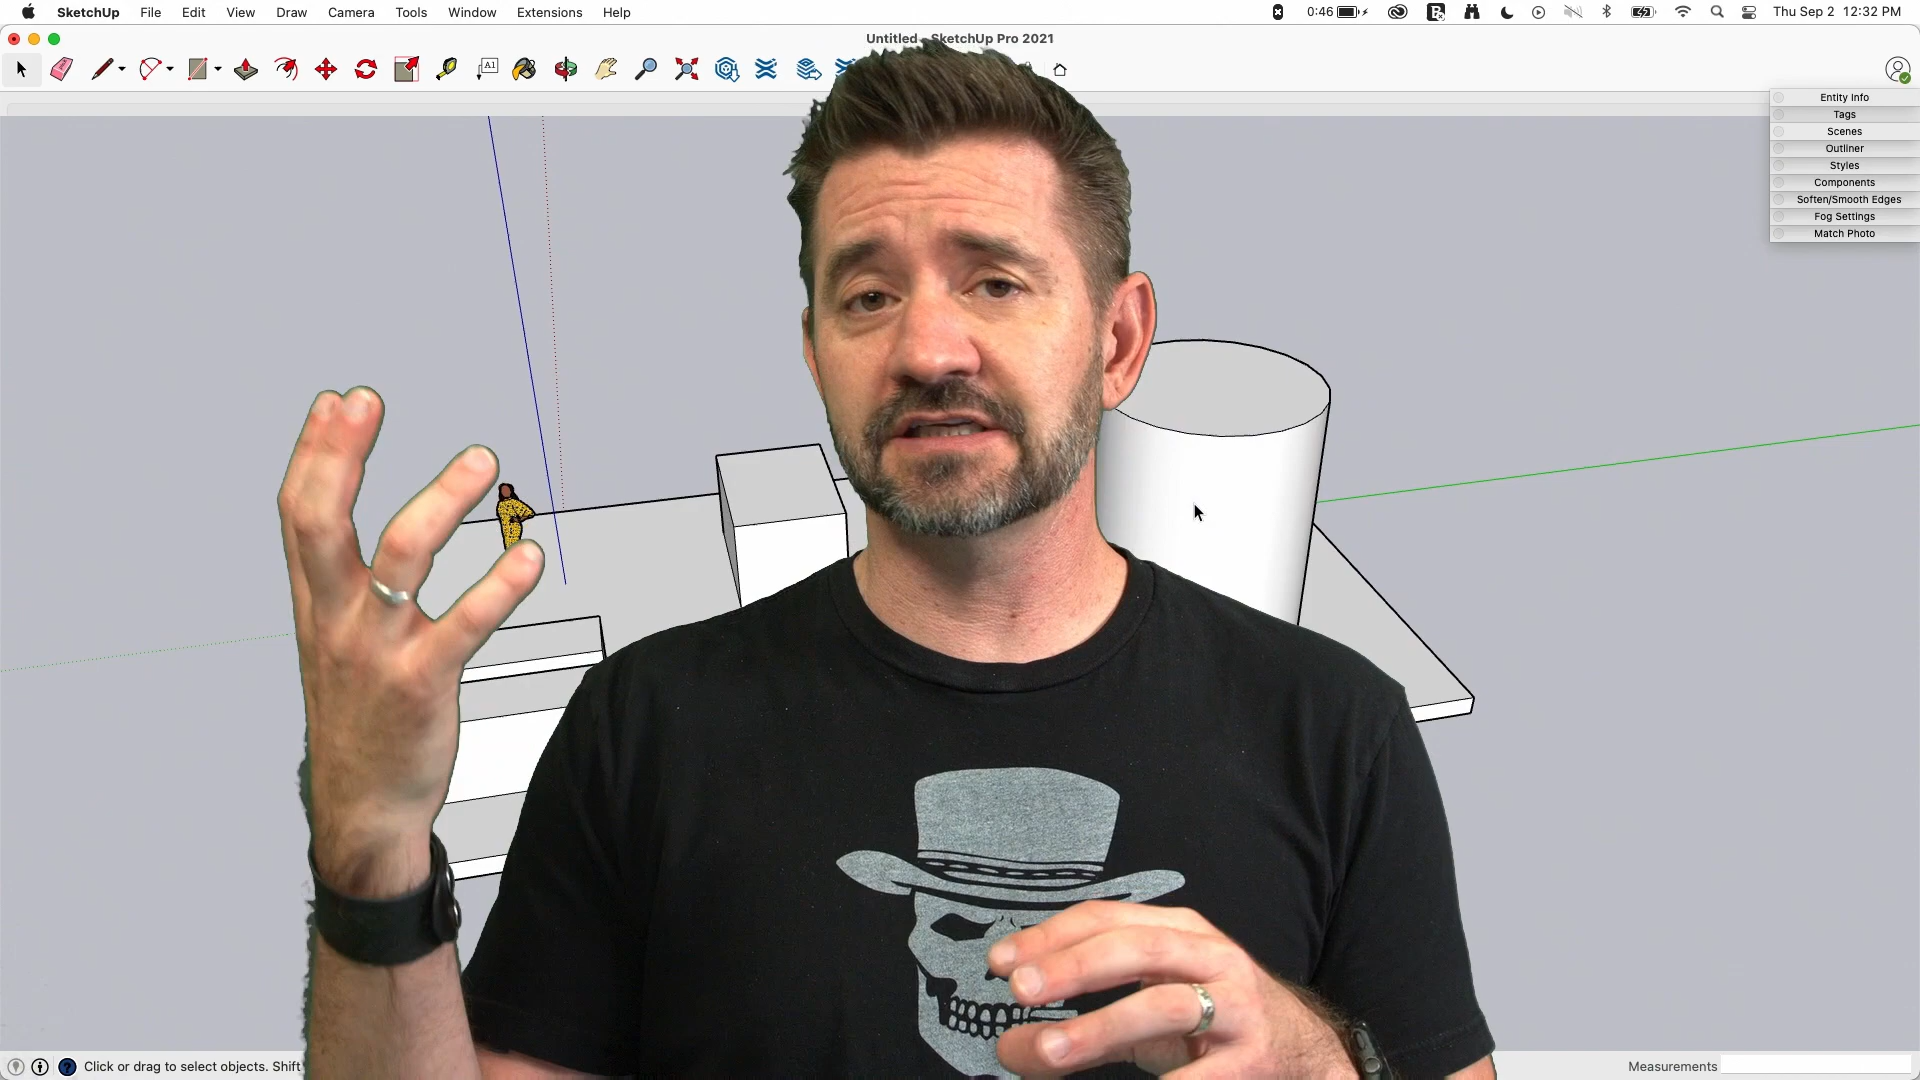 SketchUp File Edit View Draw Camera Tools Window Extensions Help
0:46
Thu Sep 2 12:32 PM
Untitled - SketchUp Pro 2021
A1
Entity Info
Tags
Scenes
Outliner
Styles
Components
Soften/Smooth Edges
Fog Settings
Match Photo
Click or drag to select objects. Shift
Measurements